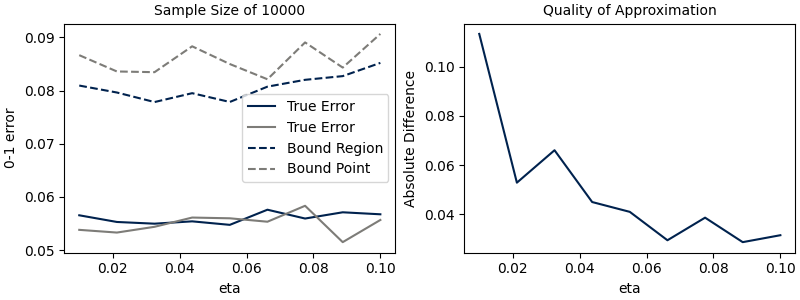 Sample Size of 10000
0-1 error
0.09
0.08
0.07
0.06
0.05
True Error
True Error
Bound Region
Bound Point
0.02 0.04 0.06 0.08 0.10
eta
Quality of Approximation
Absolute Difference
0.10
0.08
0.06
0.04
0.02 0.04 0.06 0.08 0.10
eta